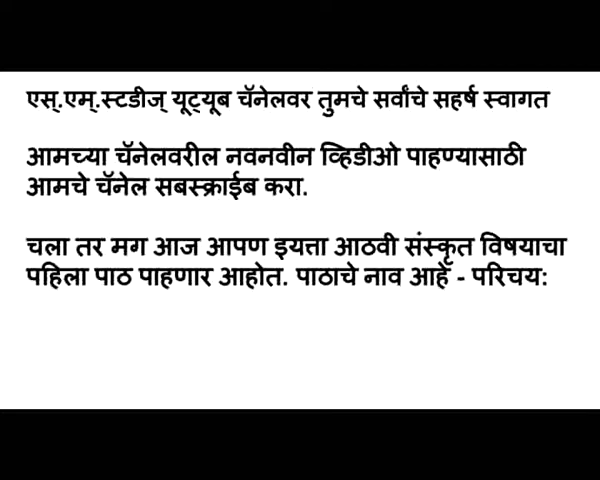 एस्.एम्.स्टडीज् यूट्यूब चॅनेलवर तुमचे सर्वांचे सहर्ष स्वागत
आमच्या चॅनेलवरील नवनवीन व्हिडीओ पाहण्यासाठी
आमचे चॅनेल सबस्क्राईब करा.
चला तर मग आज आपण इयत्ता आठवी संस्कृत विषयाचा
पहिला पाठ पाहणार आहोत. पाठाचे नाव आहे - परिचय: